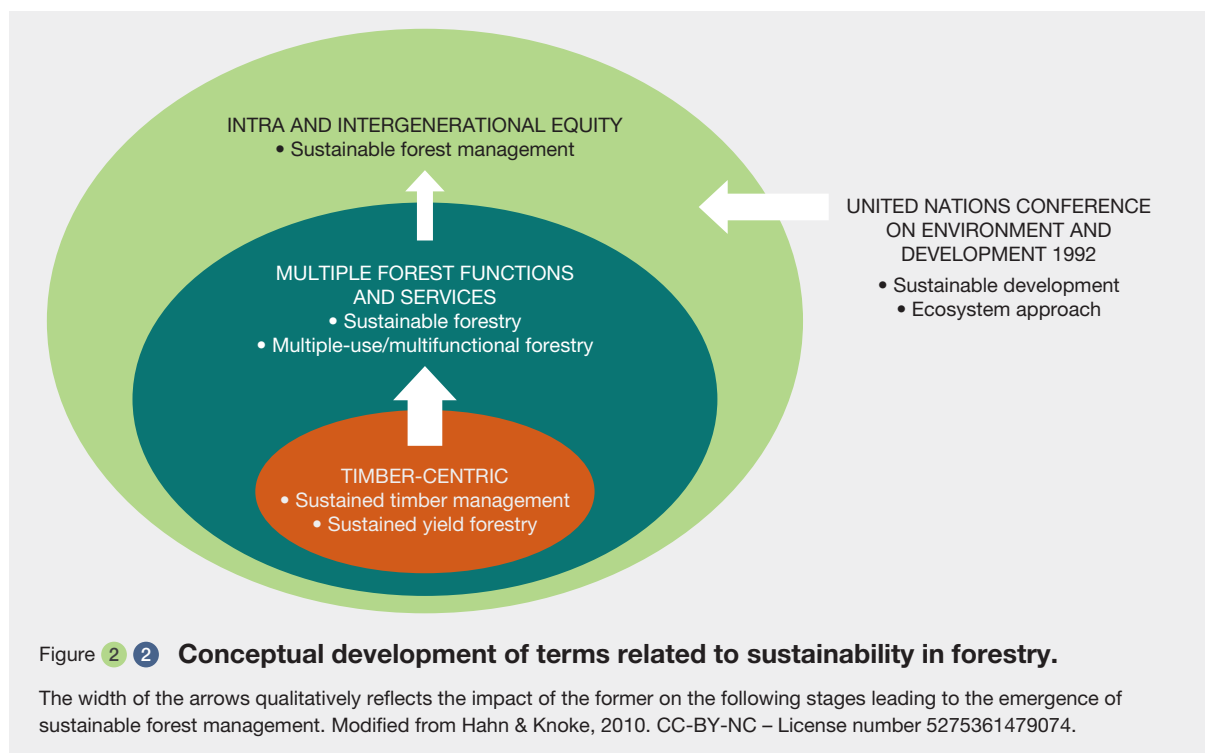 INTRA AND INTERGENERATIONAL EQUITY
• Sustainable forest management
MULTIPLE FOREST FUNCTIONS
AND SERVICES
• Sustainable forestry
• Multiple-use/multifunctional forestry
TIMBER-CENTRIC
• Sustained timber management
• Sustained yield forestry
UNITED NATIONS CONFERENCE
ON ENVIRONMENT AND
DEVELOPMENT 1992
• Sustainable development
• Ecosystem approach
Figure 2 2 Conceptual development of terms related to sustainability in forestry.
The width of the arrows qualitatively reflects the impact of the former on the following stages leading to the emergence of
sustainable forest management. Modified from Hahn & Knoke, 2010. CC-BY-NC – License number 5275361479074.